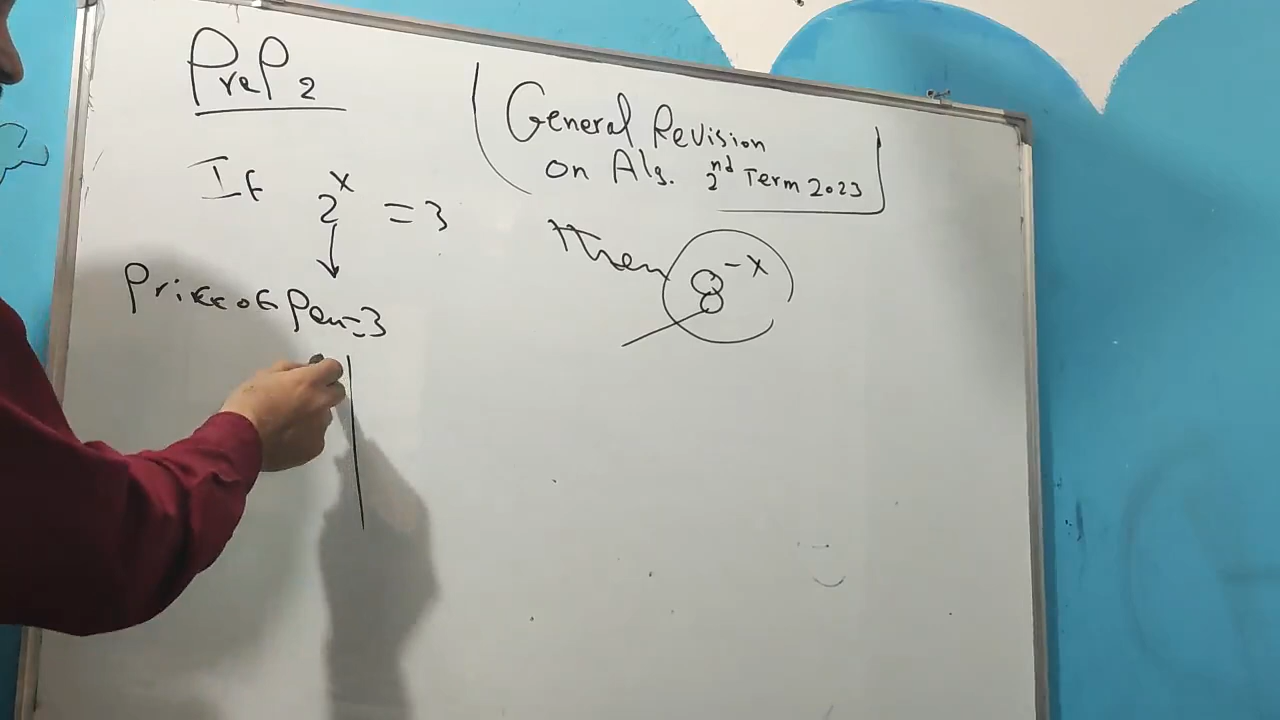 PreP 2
General Revision
on Alg. 2nd Term 2023
If 2^x = 3
then 8^-x
Price of Pen = 3